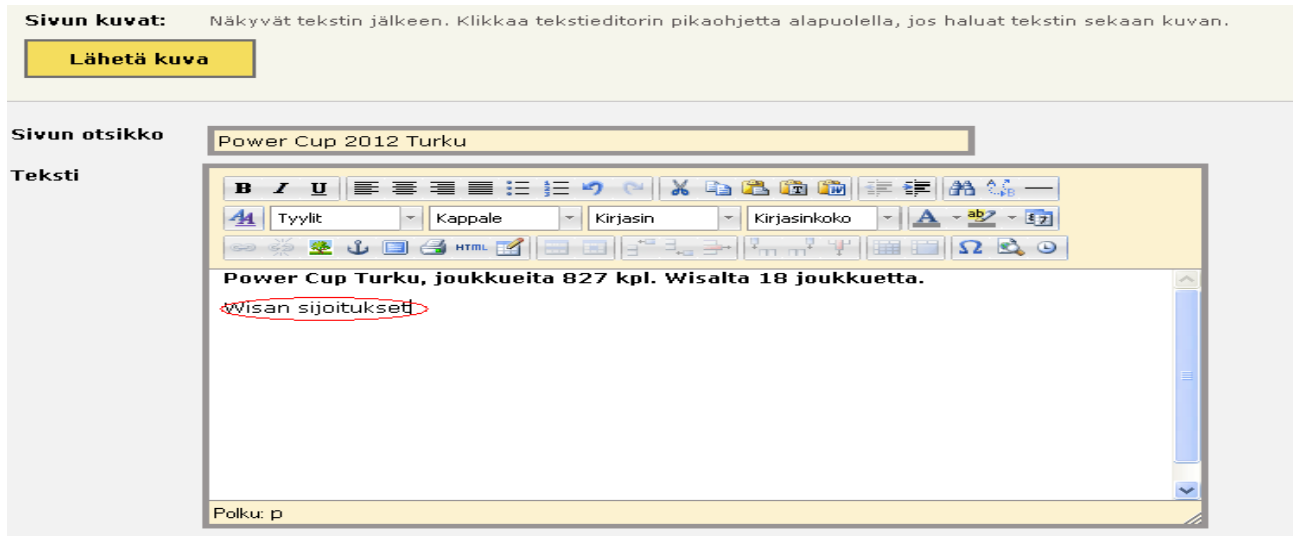 Sivun kuvat: Näkyvät tekstin jälkeen. Klikkaa tekstieditorin pikaohjetta alapuolella, jos haluat tekstin sekaan kuvan.
Lähetä kuva
Sivun otsikko Power Cup 2012 Turku
Teksti
B I U
Tyylit Kappale Kirjasin Kirjasinkoko A ab
HTML Ω
Power Cup Turku, joukkueita 827 kpl. Wisalta 18 joukkuetta.
Wisan sijoitukset
Polku: p